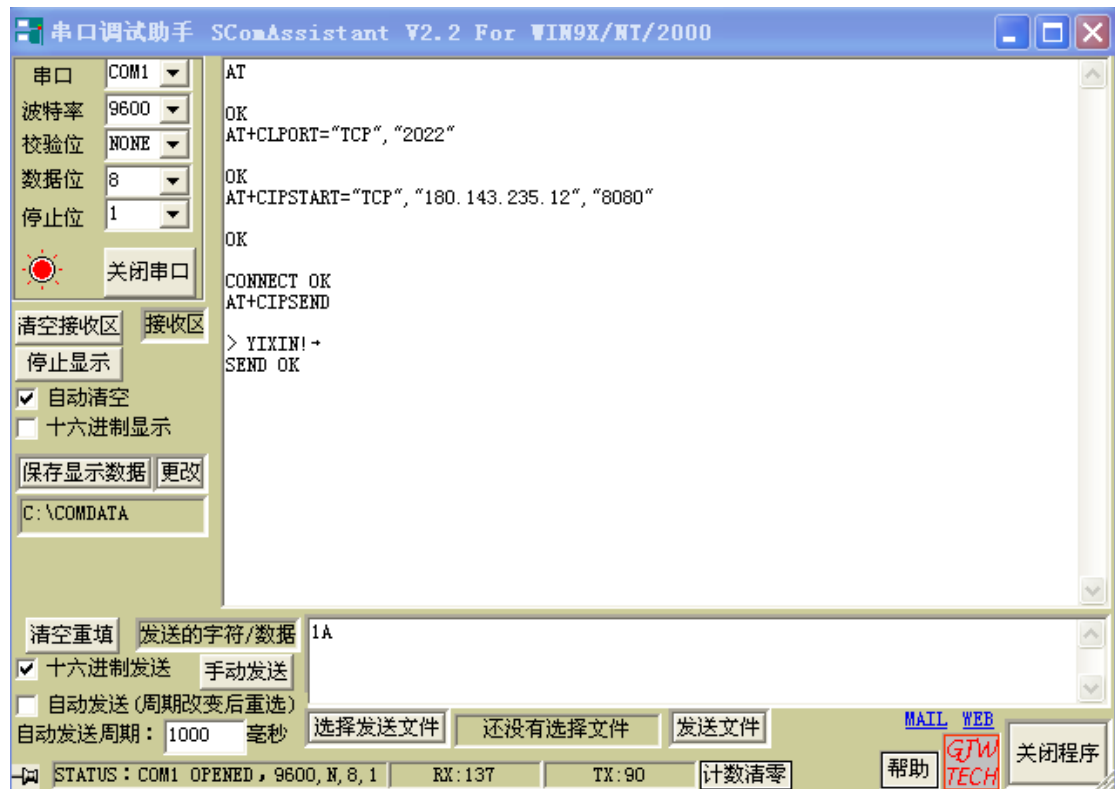 串口调试助手 SComAssistant V2.2 For WIN9X/NT/2000
串口 COM1
波特率 9600
校验位 NONE
数据位 8
停止位 1
关闭串口
清空接收区 接收区
停止显示
自动清空
十六进制显示
保存显示数据 更改
C:\COMDATA
AT
OK
AT+CLPORT="TCP","2022"
OK
AT+CIPSTART="TCP","180.143.235.12","8080"
OK
CONNECT OK
AT+CIPSEND
> YIXIN!→
SEND OK
清空重填 发送的字符/数据 1A
十六进制发送 手动发送
自动发送(周期改变后重选)
自动发送周期: 1000 毫秒 选择发送文件 还没有选择文件 发送文件 MAIL WEB
帮助 GJW TECH 关闭程序
STATUS:COM1 OPENED,9600,N,8,1 RX:137 TX:90 计数清零